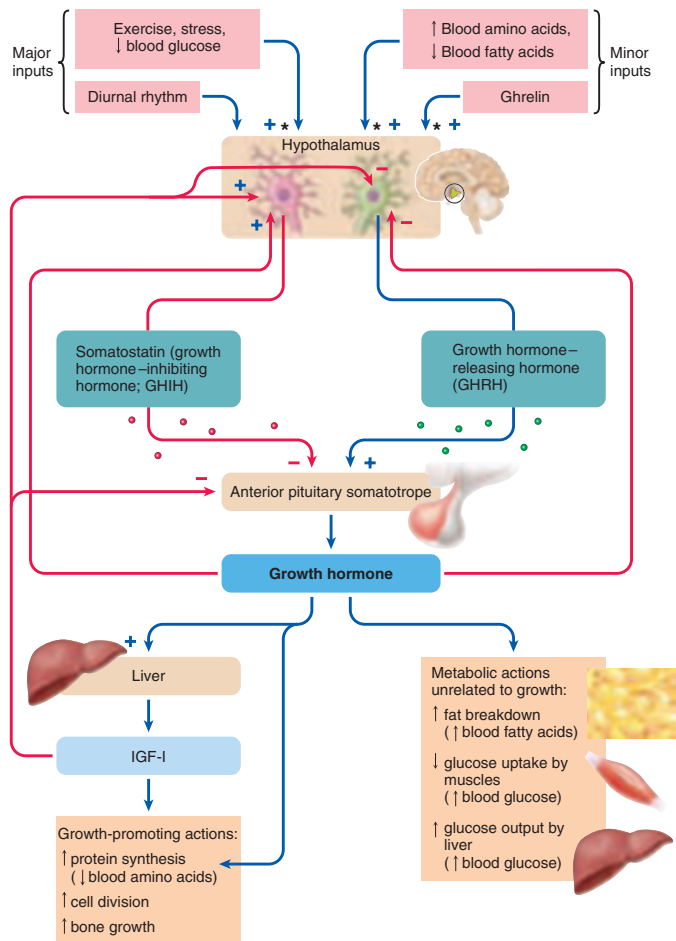 Major
inputs
Exercise, stress,
↓ blood glucose
Diurnal rhythm
↑ Blood amino acids,
↓ Blood fatty acids
Ghrelin
Minor
inputs
+ *
* +
* +
Hypothalamus
+
−
+
−
Somatostatin (growth
hormone–inhibiting
hormone; GHIH)
Growth hormone–
releasing hormone
(GHRH)
−
+
−
Anterior pituitary somatotrope
Growth hormone
+
Liver
IGF-I
Growth-promoting actions:
↑ protein synthesis
(↓ blood amino acids)
↑ cell division
↑ bone growth
Metabolic actions
unrelated to growth:
↑ fat breakdown
(↑ blood fatty acids)
↓ glucose uptake by
muscles
(↑ blood glucose)
↑ glucose output by
liver
(↑ blood glucose)